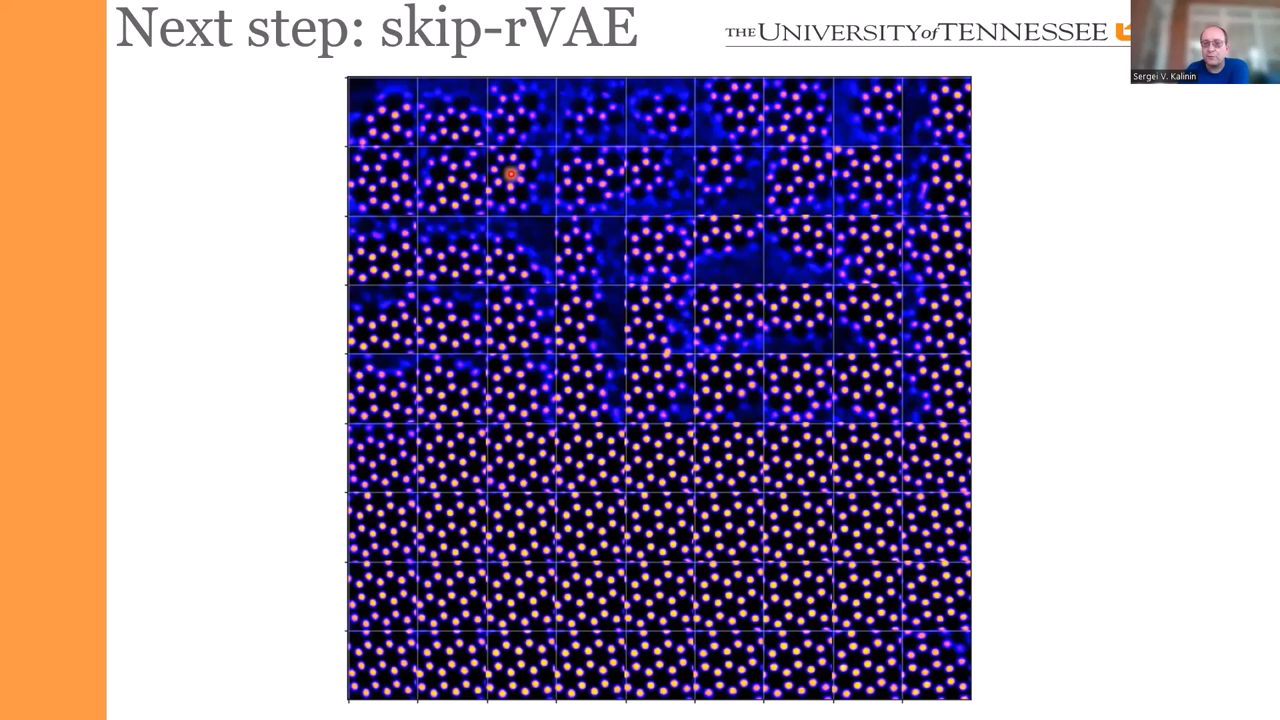 Next step: skip-rVAE
THE UNIVERSITY of TENNESSEE
Sergei V. Kalinin